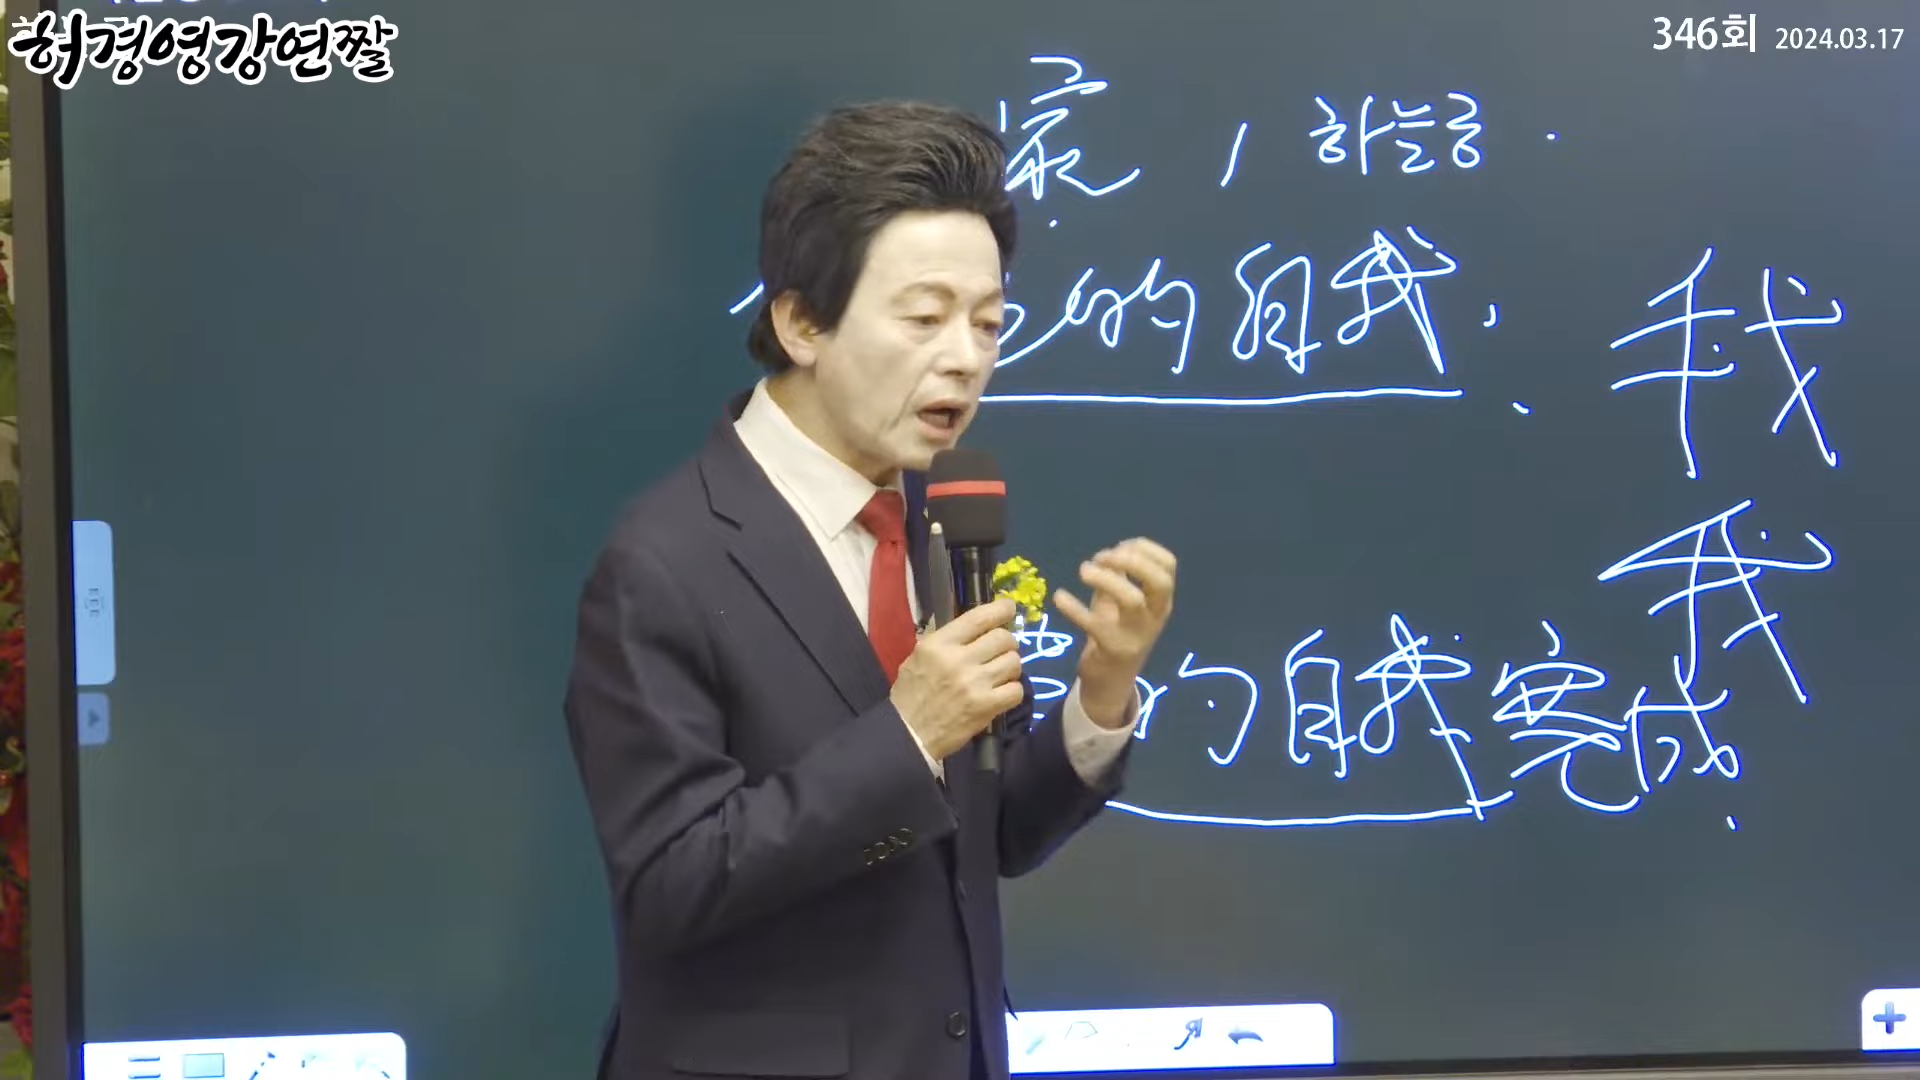 허경영강연짤
346회 2024.03.17
家, 하늘궁.
的 自我,
我
我
的 自我完成.